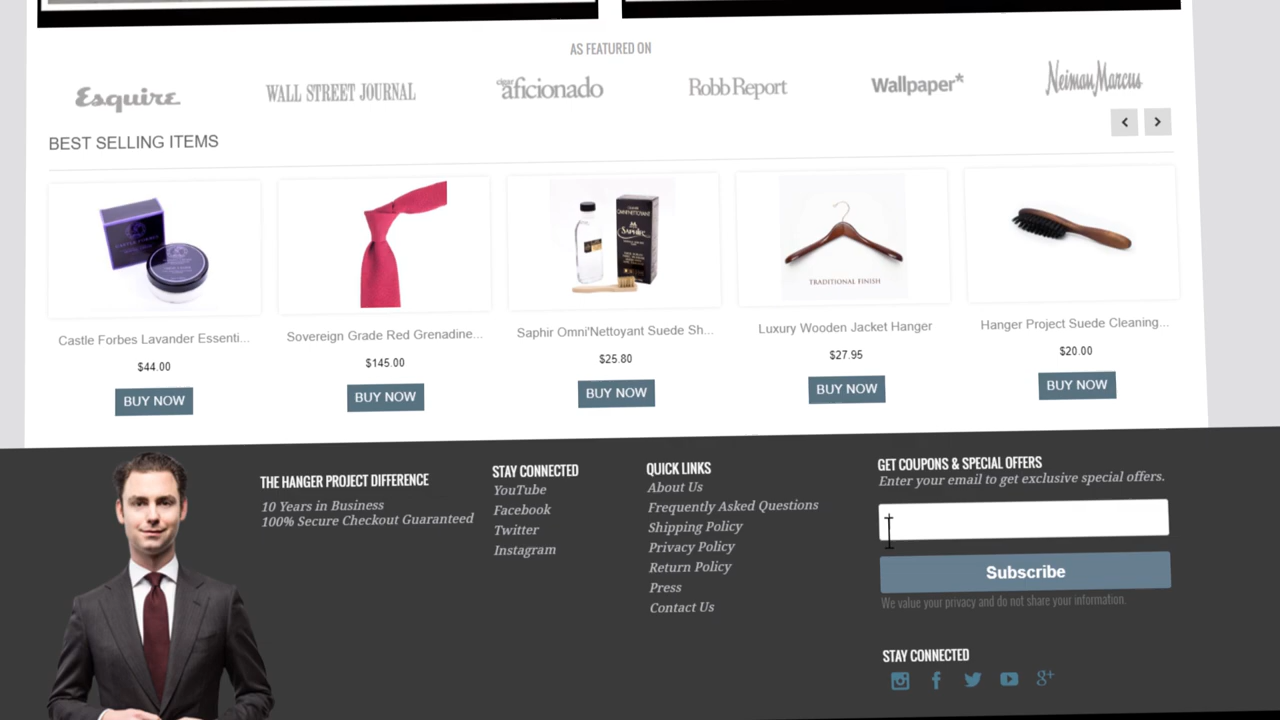 AS FEATURED ON
Esquire
WALL STREET JOURNAL
cigar aficionado
Robb Report
Wallpaper*
Neiman Marcus
BEST SELLING ITEMS
CASTLE FORBES
OMNI'NETTOYANT
Saphir
TRADITIONAL FINISH
Castle Forbes Lavander Essenti...
Sovereign Grade Red Grenadine...
Saphir Omni'Nettoyant Suede Sh...
Luxury Wooden Jacket Hanger
Hanger Project Suede Cleaning...
$44.00
$145.00
$25.80
$27.95
$20.00
BUY NOW
BUY NOW
BUY NOW
BUY NOW
BUY NOW
THE HANGER PROJECT DIFFERENCE
10 Years in Business
100% Secure Checkout Guaranteed
STAY CONNECTED
YouTube
Facebook
Twitter
Instagram
QUICK LINKS
About Us
Frequently Asked Questions
Shipping Policy
Privacy Policy
Return Policy
Press
Contact Us
GET COUPONS & SPECIAL OFFERS
Enter your email to get exclusive special offers.
Subscribe
We value your privacy and do not share your information.
STAY CONNECTED